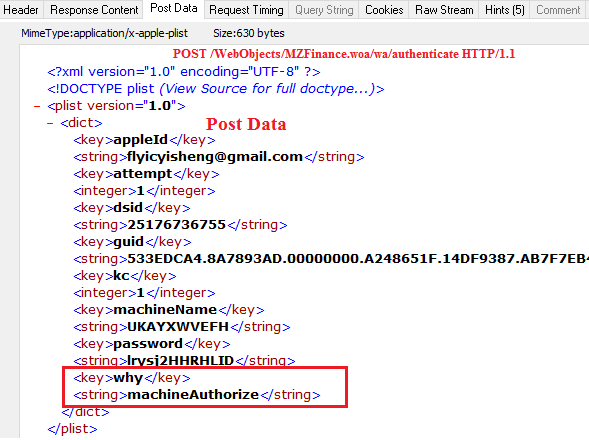 Header Response Content Post Data Request Timing Query String Cookies Raw Stream Hints (5) Comment
MimeType:application/x-apple-plist Size:630 bytes
POST /WebObjects/MZFinance.woa/wa/authenticate HTTP/1.1
<?xml version="1.0" encoding="UTF-8" ?>
<!DOCTYPE plist (View Source for full doctype...)>
– <plist version="1.0">
– <dict>
Post Data
<key>appleId</key>
<string>flyicyisheng@gmail.com</string>
<key>attempt</key>
<integer>1</integer>
<key>dsid</key>
<string>25176736755</string>
<key>guid</key>
<string>533EDCA4.8A7893AD.00000000.A248651F.14DF9387.AB7F7EB4
<key>kc</key>
<integer>1</integer>
<key>machineName</key>
<string>UKAYXWVEFH</string>
<key>password</key>
<string>lrysj2HHRHLID</string>
<key>why</key>
<string>machineAuthorize</string>
</dict>
</plist>